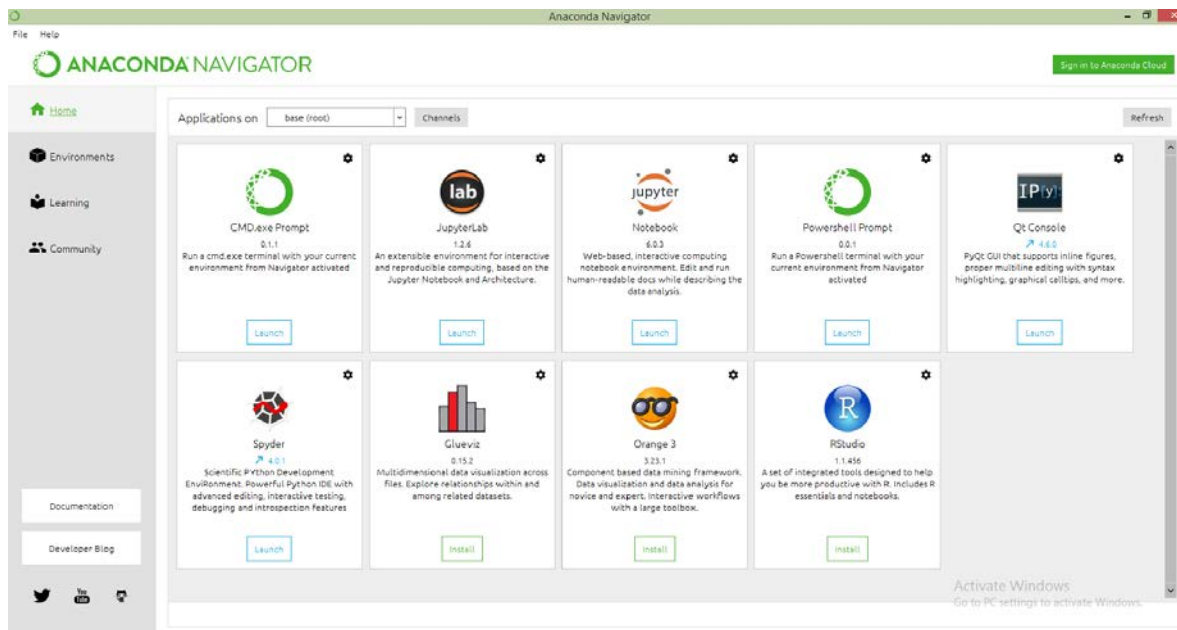 Anaconda Navigator
File Help
ANACONDA NAVIGATOR
Sign in to Anaconda Cloud
Home
Environments
Learning
Community
Documentation
Developer Blog
You
Tube
Applications on base (root) Channels Refresh
CMD.exe Prompt
0.1.1
Run a cmd.exe terminal with your current
environment from Navigator activated
Launch
lab
JupyterLab
1.2.6
An extensible environment for interactive
and reproducible computing, based on the
Jupyter Notebook and Architecture.
Launch
jupyter
Notebook
6.0.3
Web-based, interactive computing
notebook environment. Edit and run
human-readable docs while describing the
data analysis.
Launch
Powershell Prompt
0.0.1
Run a Powershell terminal with your
current environment from Navigator
activated
Launch
IP[y]:
Qt Console
4.6.0
PyQt GUI that supports inline figures,
proper multiline editing with syntax
highlighting, graphical calltips, and more.
Launch
Spyder
4.0.1
Scientific PYthon Development
EnviRonment. Powerful Python IDE with
advanced editing, interactive testing,
debugging and introspection features
Launch
Glueviz
0.15.2
Multidimensional data visualization across
files. Explore relationships within and
among related datasets.
Install
Orange 3
3.23.1
Component based data mining framework.
Data visualization and data analysis for
novice and expert. Interactive workflows
with a large toolbox.
Install
R
RStudio
1.1.456
A set of integrated tools designed to help
you be more productive with R. Includes R
essentials and notebooks.
Install
Activate Windows
Go to PC settings to activate Windows.